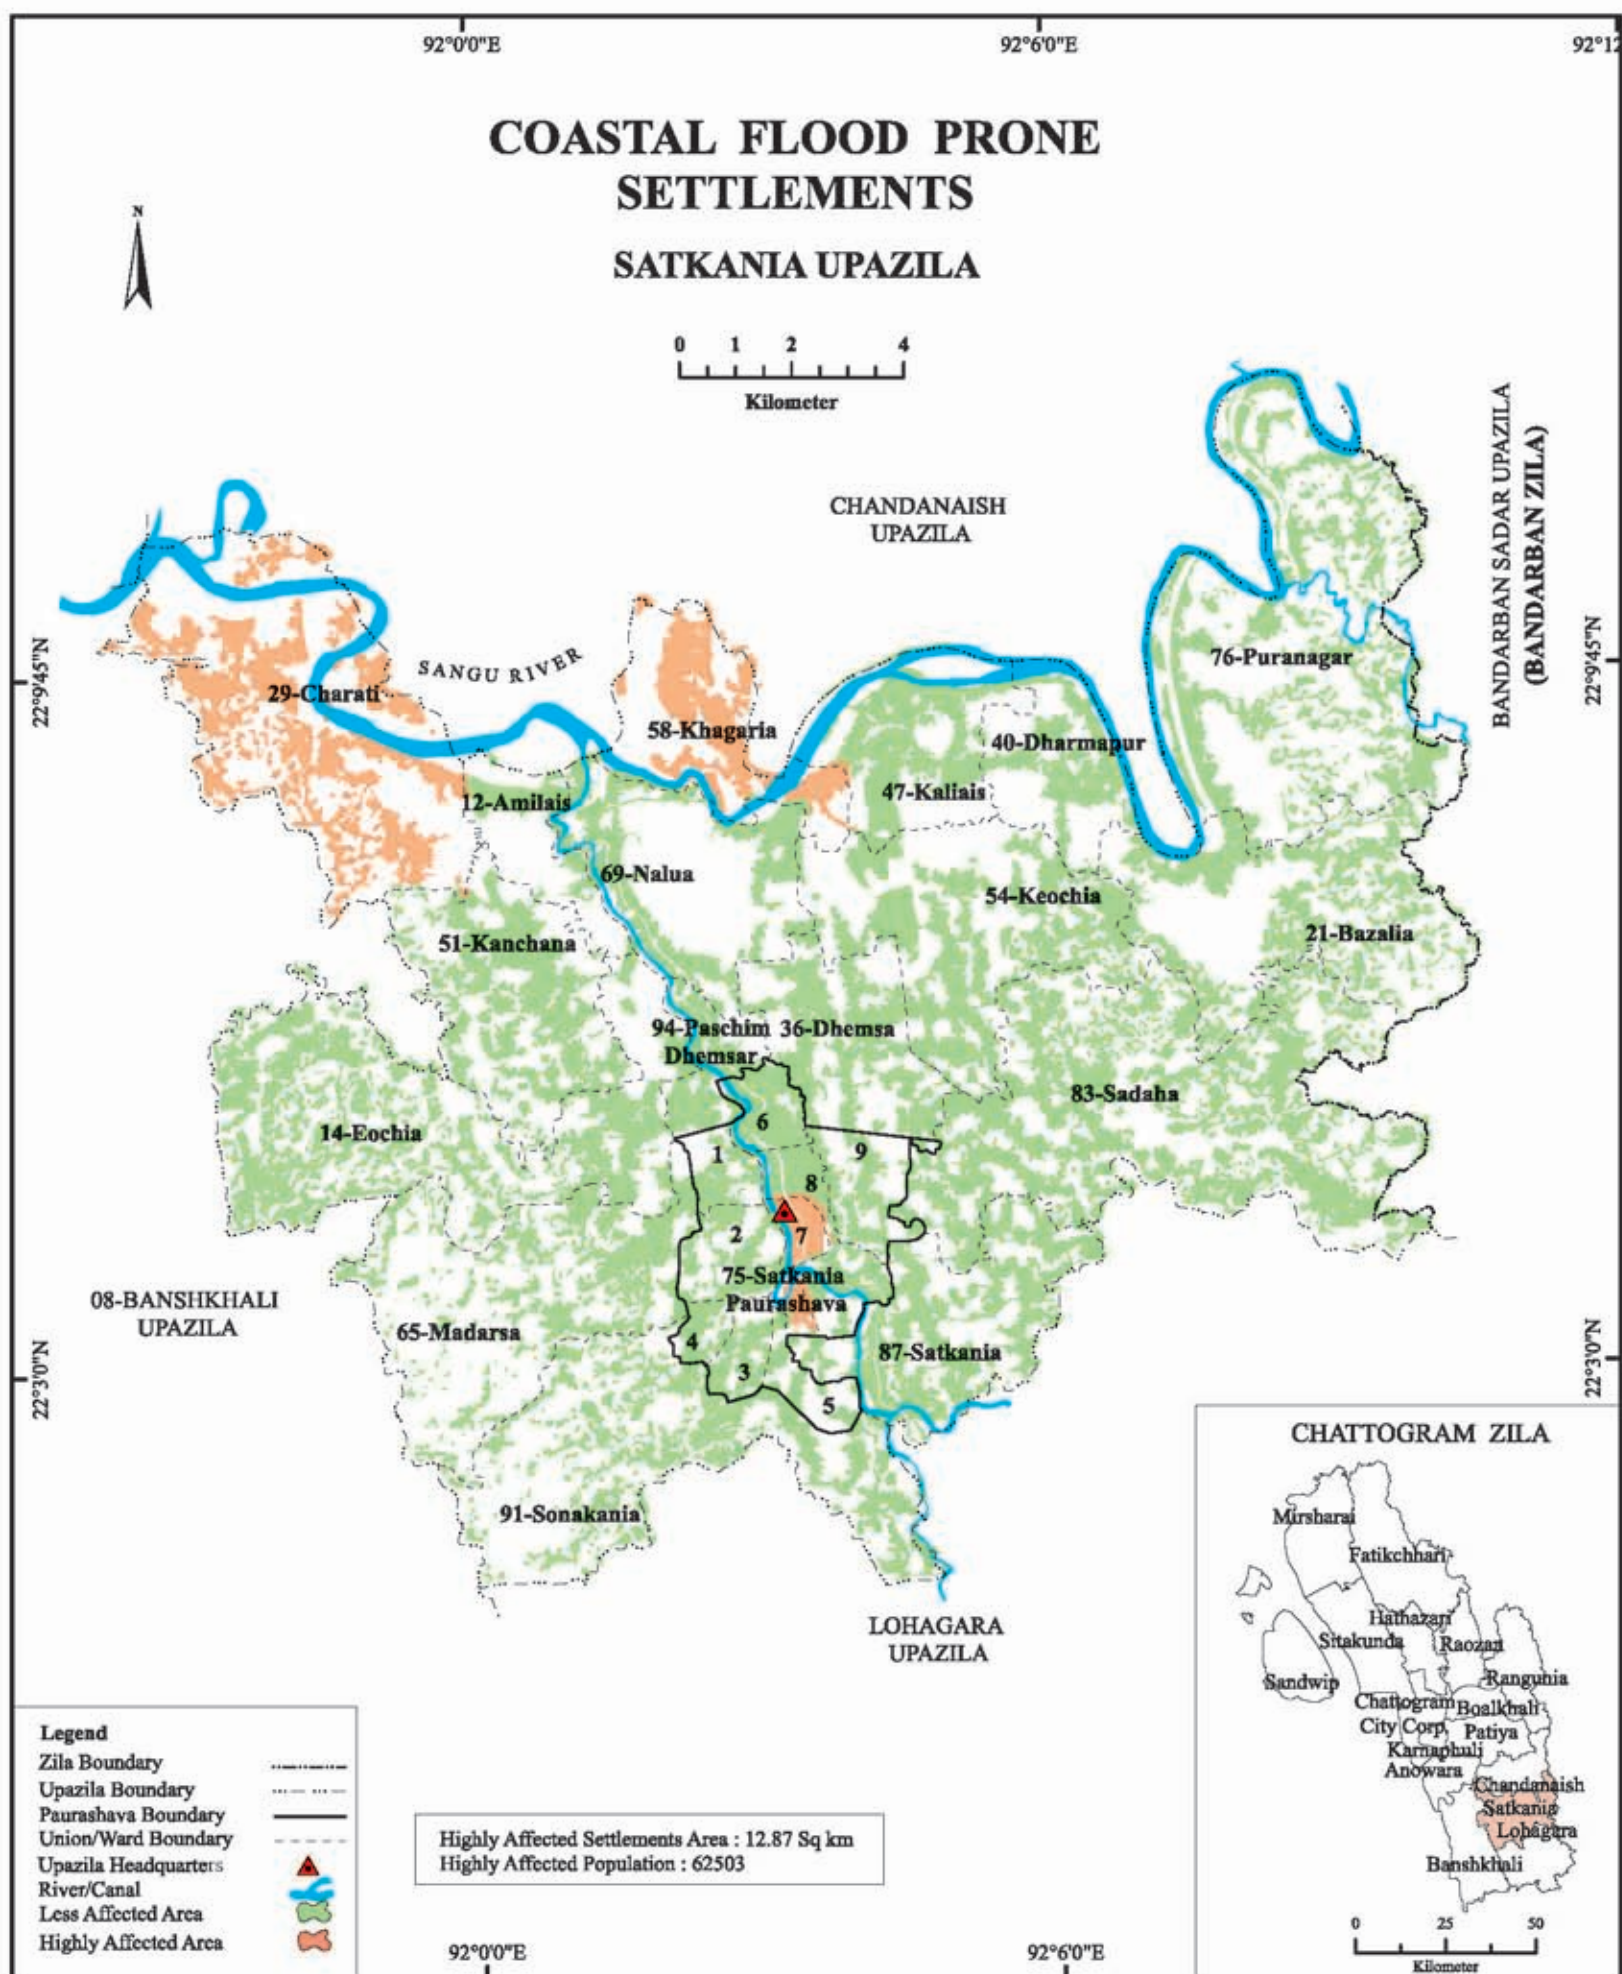 92°0'0"E
92°6'0"E
92°12
COASTAL FLOOD PRONE
SETTLEMENTS
SATKANIA UPAZILA
N
0 1 2 4
Kilometer
BANDARBAN SADAR UPAZILA
(BANDARBAN ZILA)
CHANDANAISH
UPAZILA
22°9'45"N
22°9'45"N
SANGU RIVER
76-Puranagar
29-Charati
58-Khagaria
40-Dharmapur
47-Kaliais
12-Amilais
69-Nalua
54-Keochia
21-Bazalia
51-Kanchana
94-Paschim
Dhemsar
36-Dhemsa
83-Sadaha
14-Eochia
6
1
9
8
2
7
75-Satkania
Paurashava
08-BANSHKHALI
UPAZILA
65-Madarsa
4
3
5
87-Satkania
22°3'0"N
22°3'0"N
91-Sonakania
LOHAGARA
UPAZILA
CHATTOGRAM ZILA
Mirsharai
Fatikchhari
Hathazari
Sitakunda
Raozan
Sandwip
Rangunia
Chattogram
City Corp.
Boalkhali
Patiya
Karnaphuli
Anowara
Chandanaish
Satkania
Lohagara
Banshkhali
0 25 50
Kilometer
Legend
Zila Boundary
Upazila Boundary
Paurashava Boundary
Union/Ward Boundary
Upazila Headquarters
River/Canal
Less Affected Area
Highly Affected Area
Highly Affected Settlements Area : 12.87 Sq km
Highly Affected Population : 62503
92°0'0"E
92°6'0"E